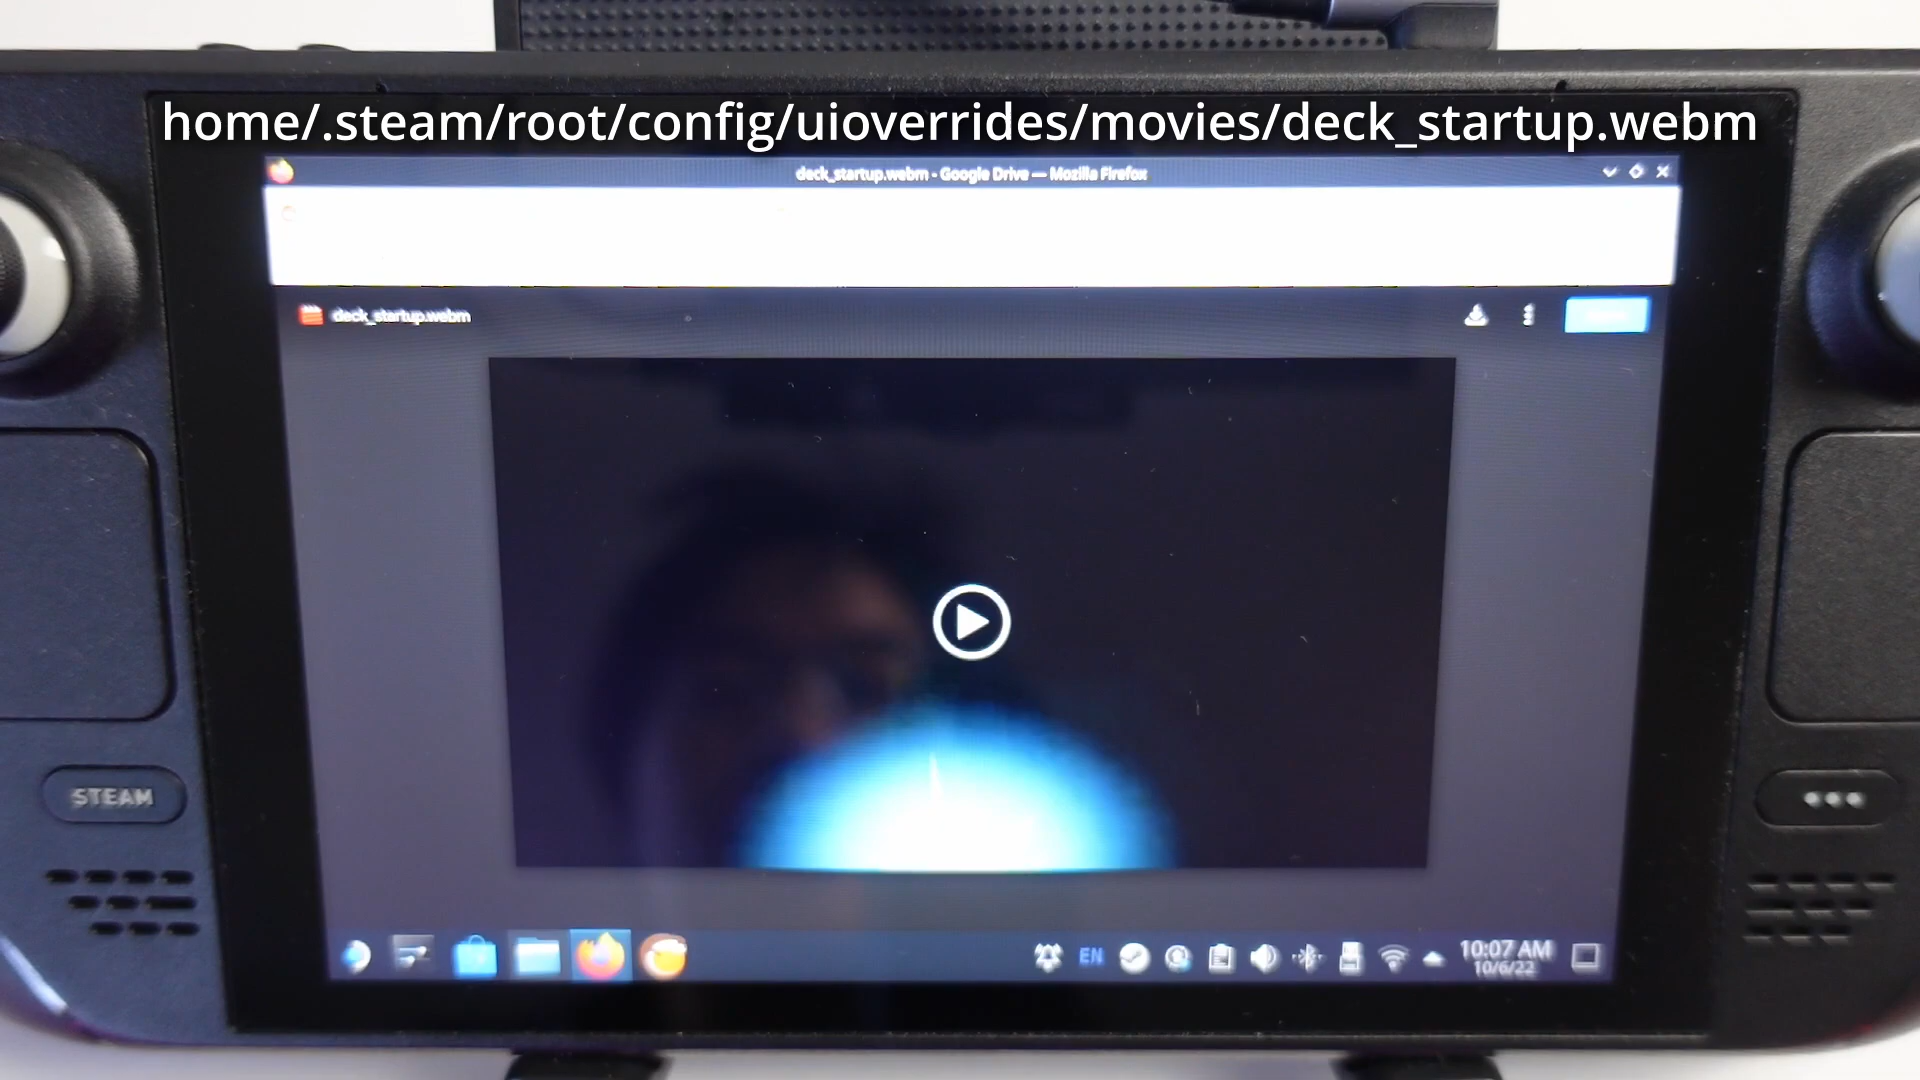 home/.steam/root/config/uioverrides/movies/deck_startup.webm
deck_startup.webm - Google Drive — Mozilla Firefox
deck_startup.webm
STEAM
EN
10:07 AM
10/6/22